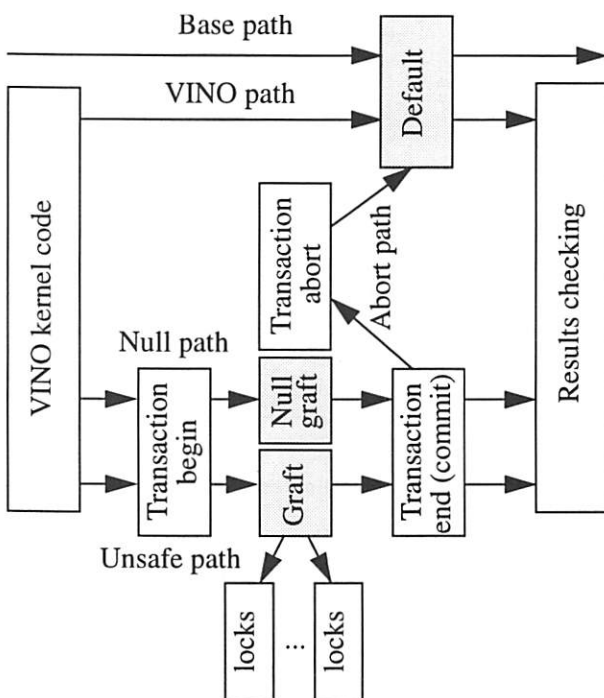 Base path
VINO path
Default
VINO kernel code
Transaction
abort
Abort path
Results checking
Null path
Transaction
begin
Null
graft
Transaction
end (commit)
Graft
Unsafe path
locks
...
locks